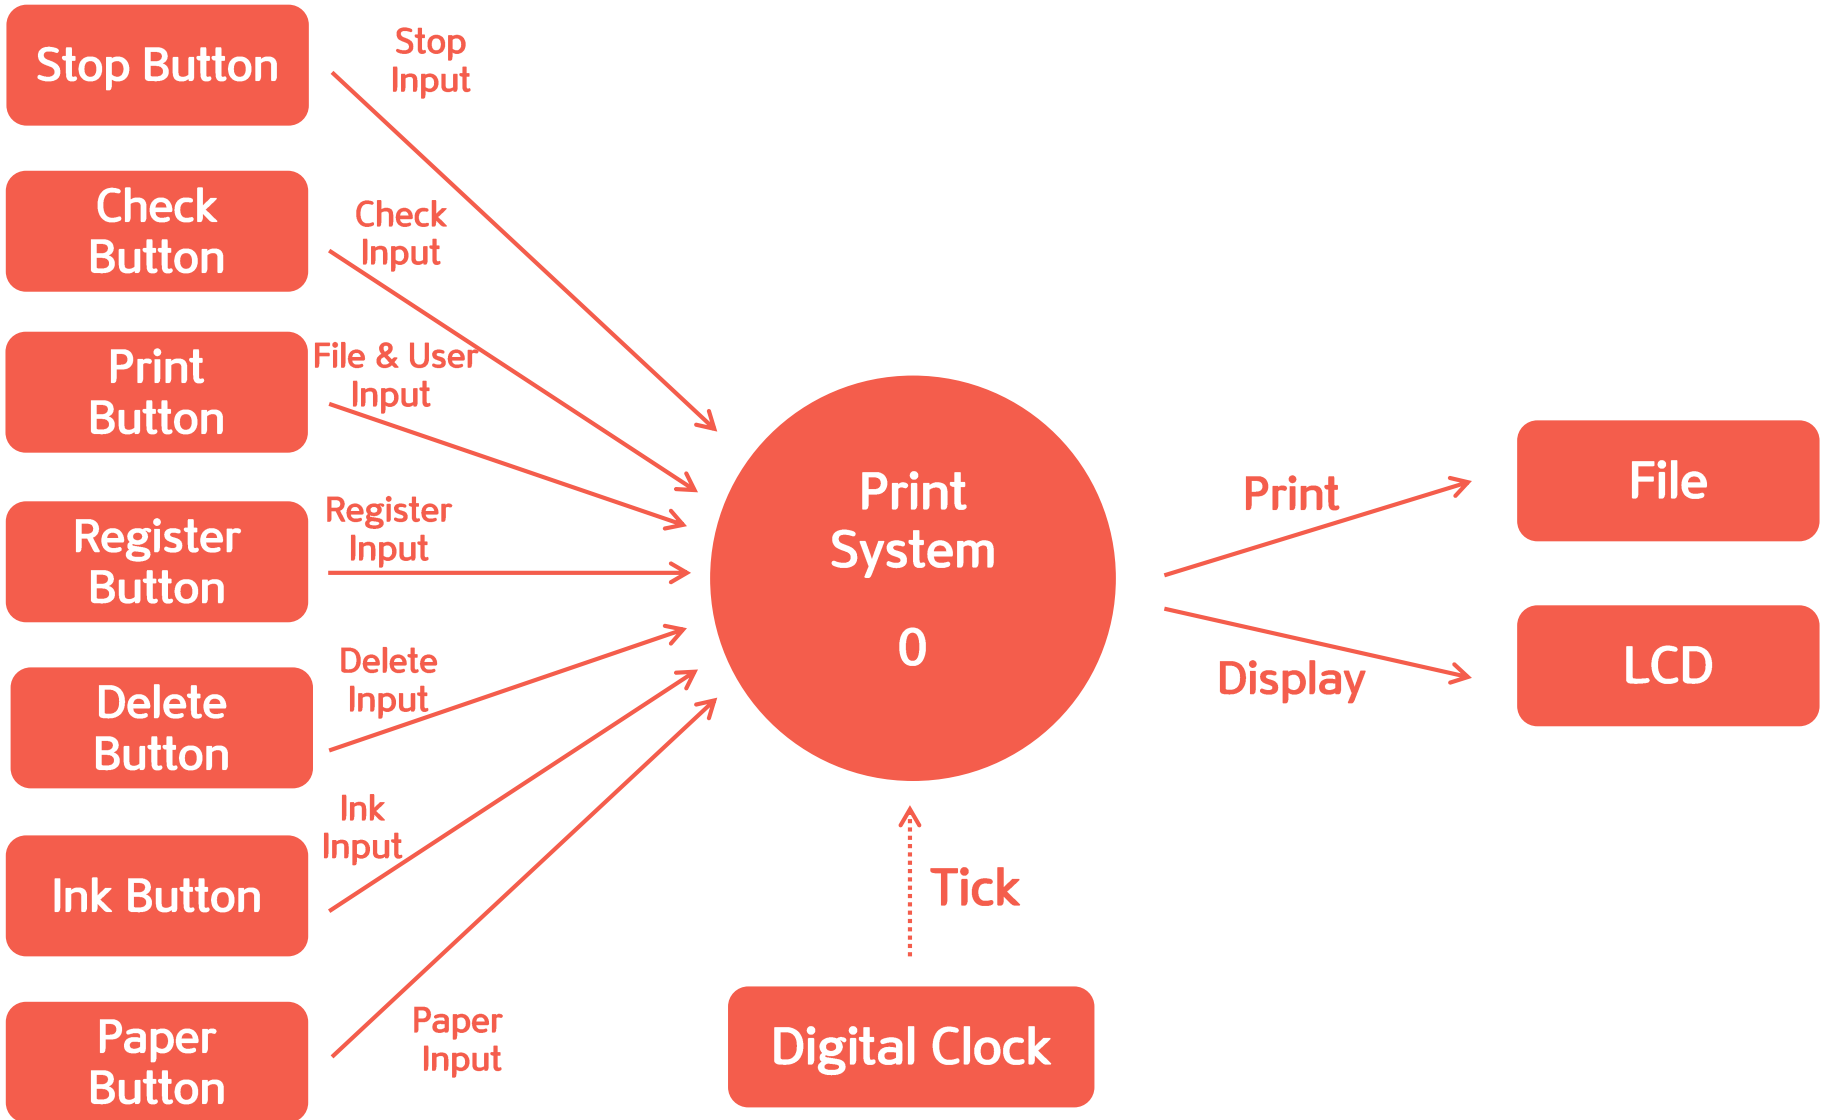 Stop Button
Stop
Input
Check
Button
Check
Input
Print
Button
File & User
Input
Register
Button
Register
Input
Delete
Button
Delete
Input
Ink Button
Ink
Input
Paper
Button
Paper
Input
Print
System
0
Tick
Digital Clock
Print
File
Display
LCD